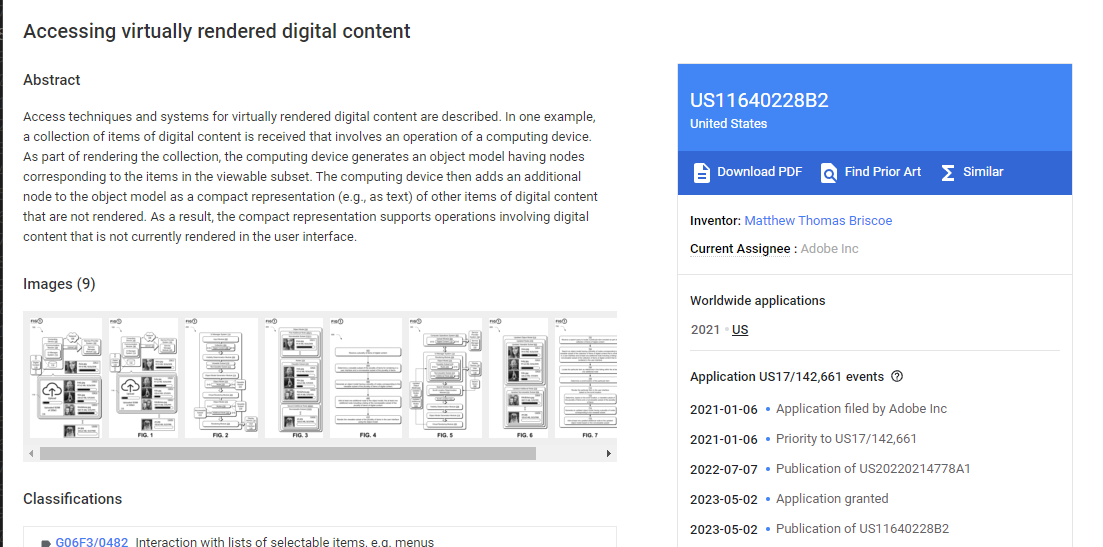 Accessing virtually rendered digital content
Abstract
Access techniques and systems for virtually rendered digital content are described. In one example,
a collection of items of digital content is received that involves an operation of a computing device.
As part of rendering the collection, the computing device generates an object model having nodes
corresponding to the items in the viewable subset. The computing device then adds an additional
node to the object model as a compact representation (e.g., as text) of other items of digital content
that are not rendered. As a result, the compact representation supports operations involving digital
content that is not currently rendered in the user interface.
Images (9)
FIG. 1
FIG. 2
FIG. 3
FIG. 4
FIG. 5
FIG. 6
FIG. 7
Classifications
G06F3/0482 Interaction with lists of selectable items, e.g. menus
US11640228B2
United States
Download PDF
Find Prior Art
Similar
Inventor: Matthew Thomas Briscoe
Current Assignee : Adobe Inc
Worldwide applications
2021 US
Application US17/142,661 events
2021-01-06 • Application filed by Adobe Inc
2021-01-06 • Priority to US17/142,661
2022-07-07 • Publication of US20220214778A1
2023-05-02 • Application granted
2023-05-02 • Publication of US11640228B2